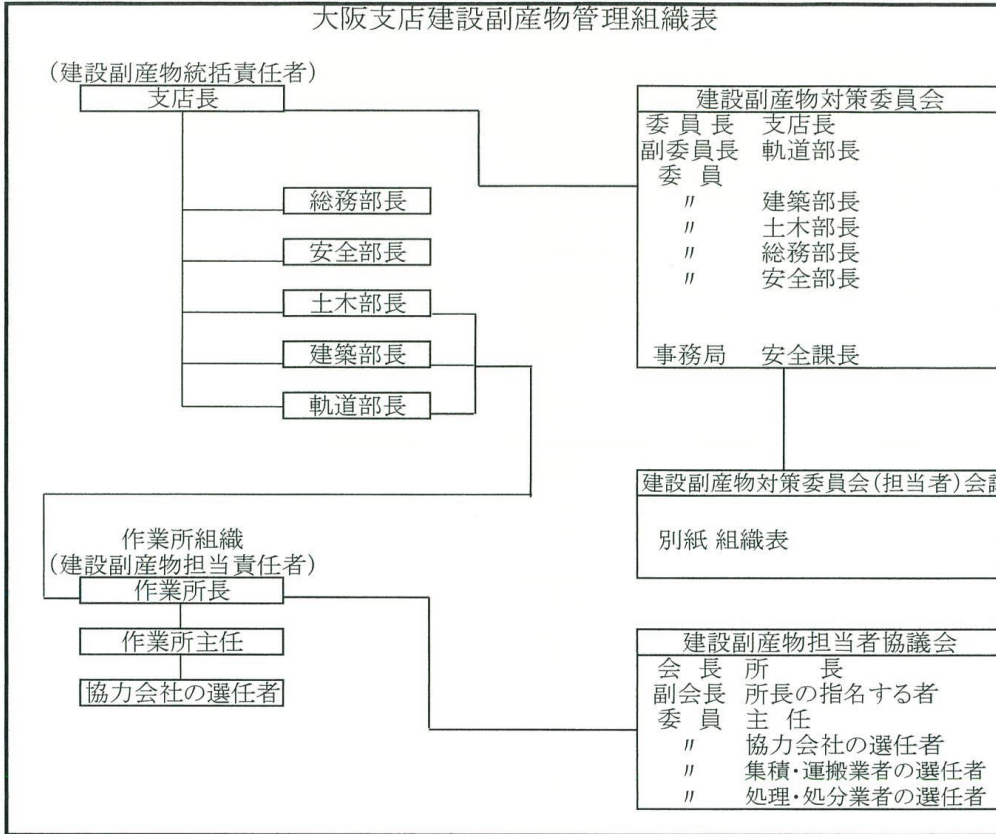 大阪支店建設副産物管理組織表
(建設副産物統括責任者)
支店長
総務部長
安全部長
土木部長
建築部長
軌道部長
建設副産物対策委員会
委員長 支店長
副委員長 軌道部長
委員
〃 建築部長
〃 土木部長
〃 総務部長
〃 安全部長
事務局 安全課長
建設副産物対策委員会(担当者)会
別紙 組織表
作業所組織
(建設副産物担当責任者)
作業所長
作業所主任
協力会社の選任者
建設副産物担当者協議会
会長 所 長
副会長 所長の指名する者
委員 主任
〃 協力会社の選任者
〃 集積・運搬業者の選任者
〃 処理・処分業者の選任者